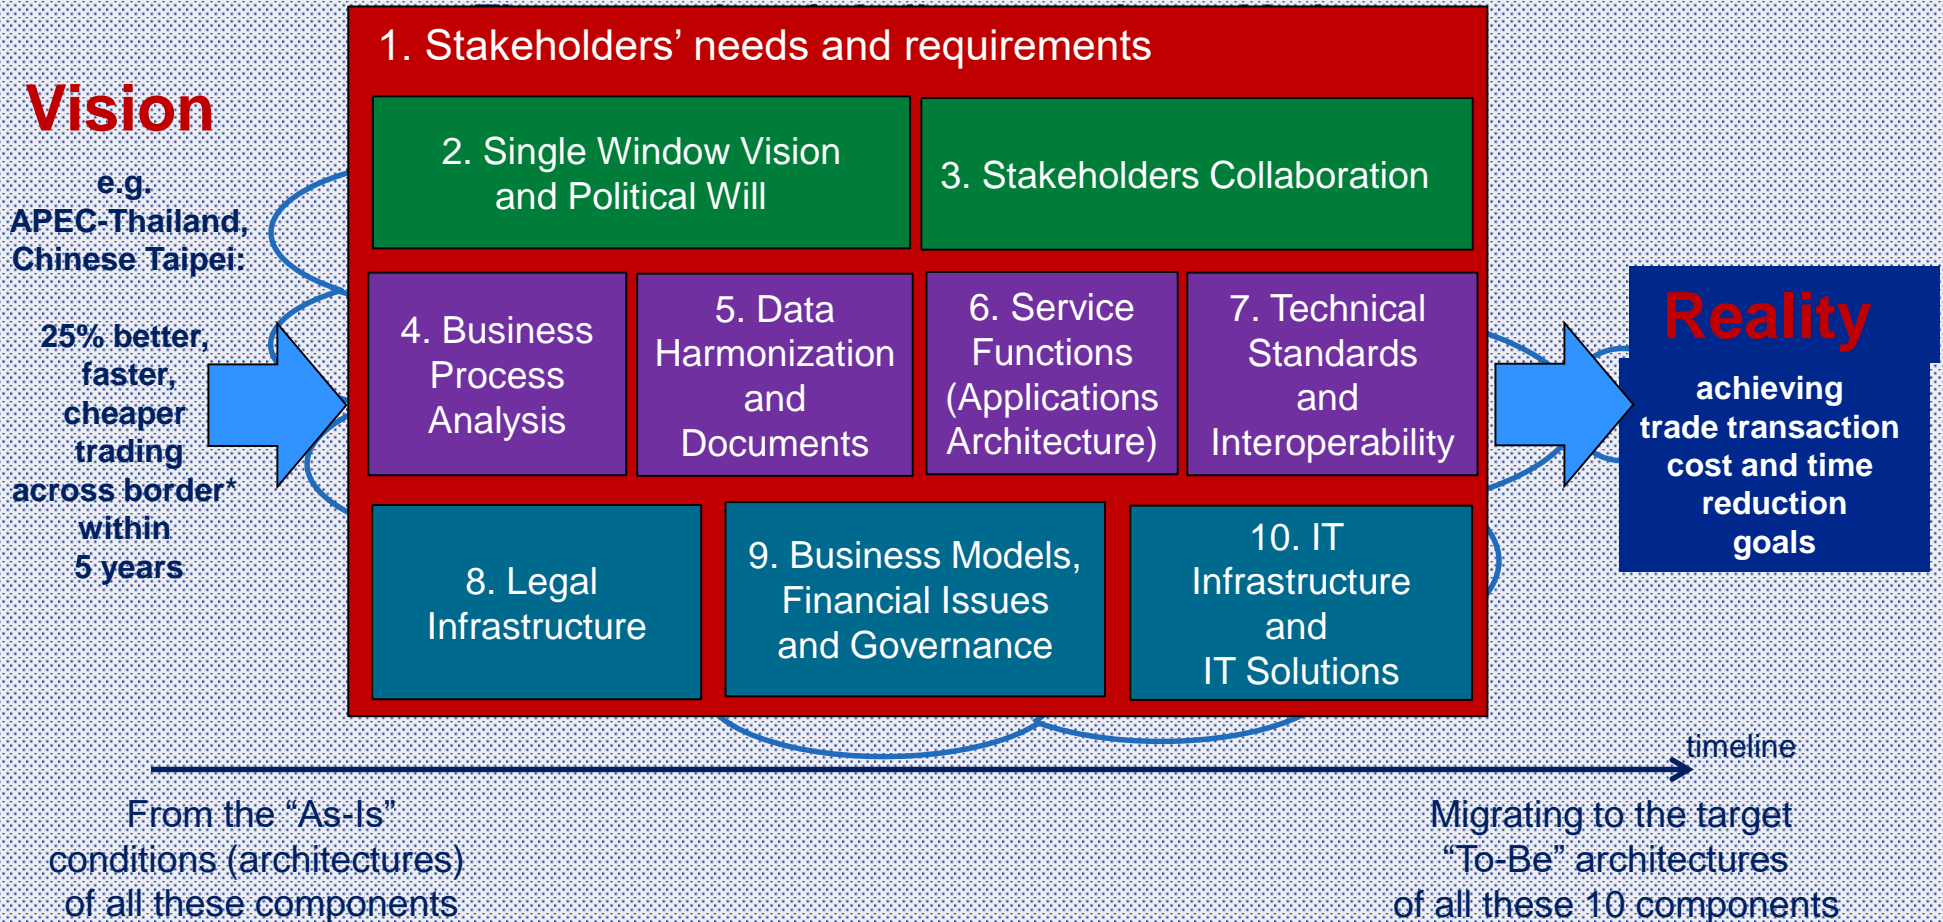 1. Stakeholders’ needs and requirements
Vision
e.g.
APEC-Thailand,
Chinese Taipei:
25% better,
faster,
cheaper
trading
across border*
within
5 years
2. Single Window Vision
and Political Will
3. Stakeholders Collaboration
4. Business
Process
Analysis
5. Data
Harmonization
and
Documents
6. Service
Functions
(Applications
Architecture)
7. Technical
Standards
and
Interoperability
8. Legal
Infrastructure
9. Business Models,
Financial Issues
and Governance
10. IT
Infrastructure
and
IT Solutions
Reality
achieving
trade transaction
cost and time
reduction
goals
timeline
From the “As-Is”
conditions (architectures)
of all these components
Migrating to the target
“To-Be” architectures
of all these 10 components